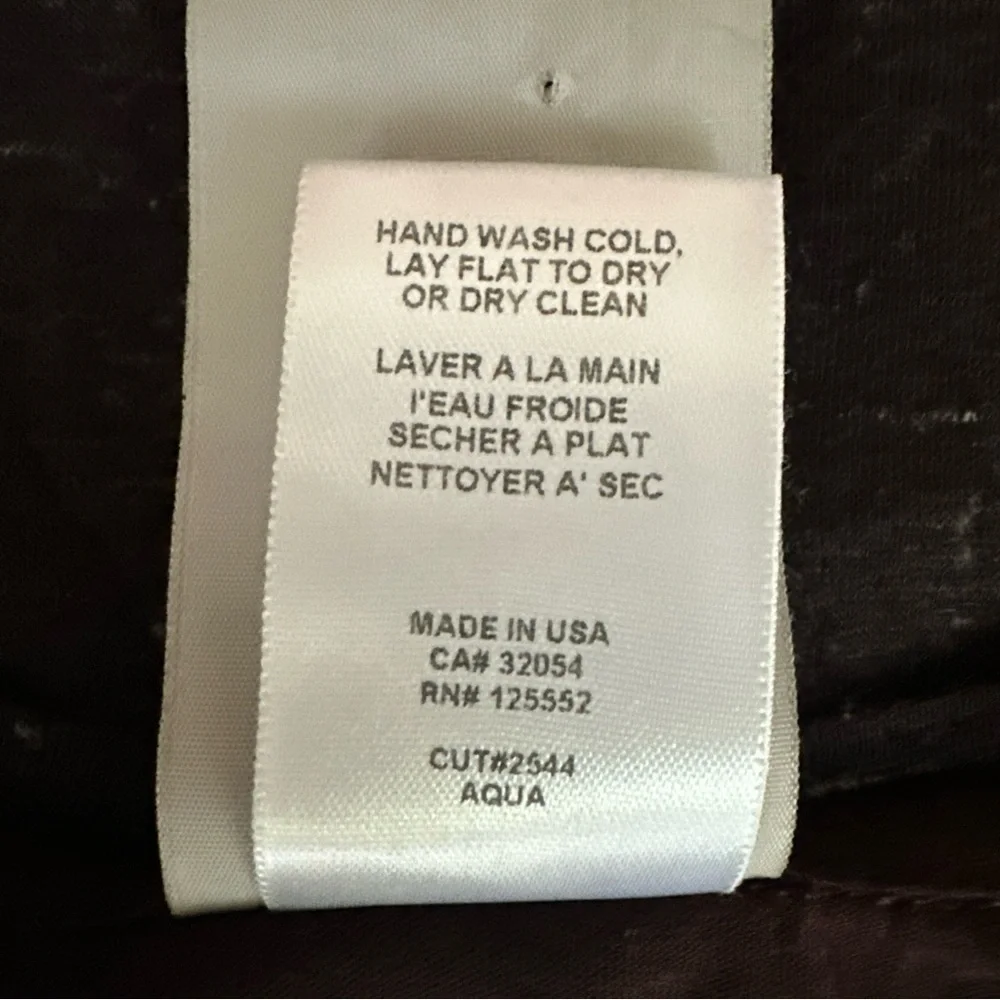 HAND WASH COLD,
LAY FLAT TO DRY
OR DRY CLEAN
LAVER A LA MAIN
I'EAU FROIDE
SECHER A PLAT
NETTOYER A' SEC
MADE IN USA
CA# 32054
RN# 125552
CUT#2544
AQUA